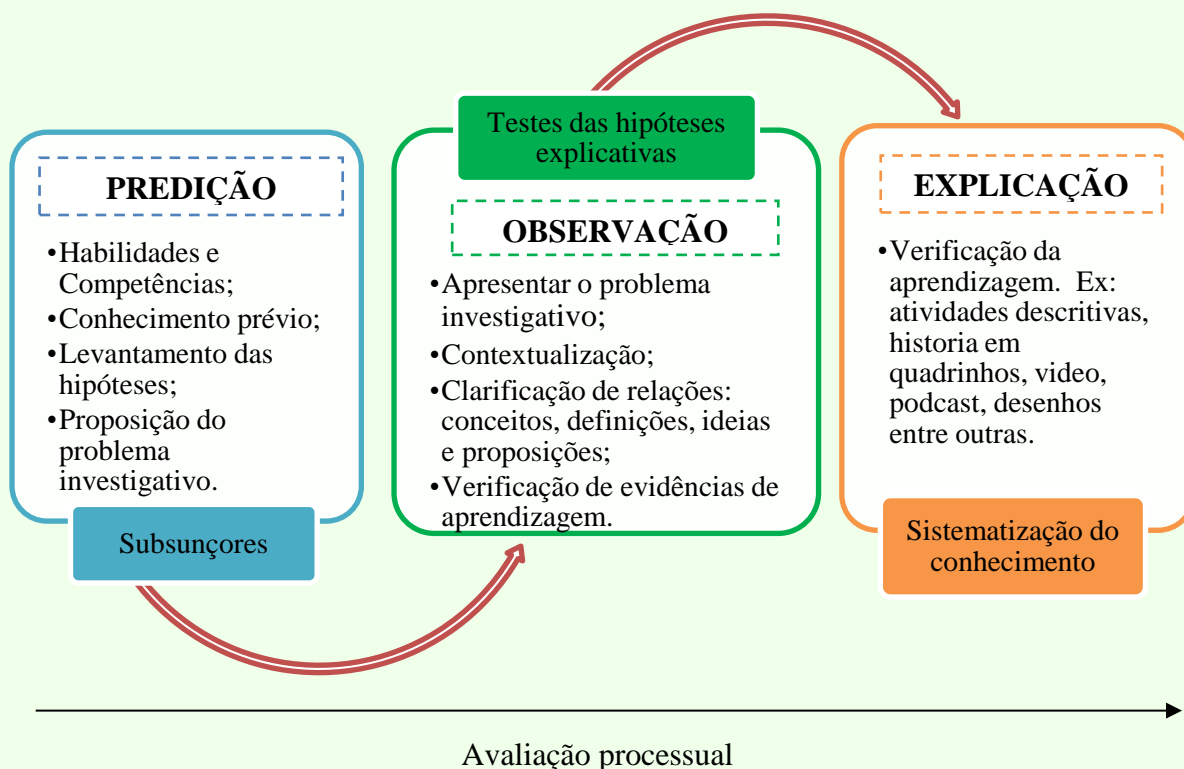 PREDIÇÃO
•Habilidades e
Competências;
•Conhecimento prévio;
•Levantamento das
hipóteses;
•Proposição do
problema
investigativo.
Subsunçores
Testes das hipóteses
explicativas
OBSERVAÇÃO
•Apresentar o problema
investigativo;
•Contextualização;
•Clarificação de relações:
conceitos, definições, ideias
e proposições;
•Verificação de evidências de
aprendizagem.
EXPLICAÇÃO
•Verificação da
aprendizagem. Ex:
atividades descritivas,
historia em
quadrinhos, video,
podcast, desenhos
entre outras.
Sistematização do
conhecimento
Avaliação processual